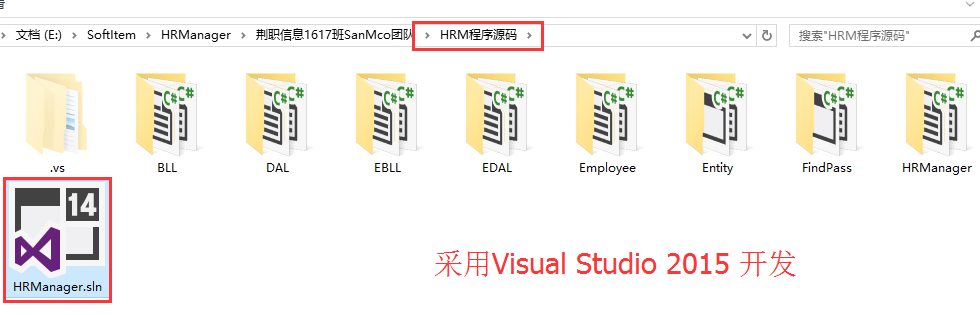 文档 (E:) › SoftItem › HRManager › 荆职信息1617班SanMco团队 › HRM程序源码 ›
搜索"HRM程序源码"
.vs
BLL
DAL
EBLL
EDAL
Employee
Entity
FindPass
HRManager
14
HRManager.sln
采用Visual Studio 2015 开发